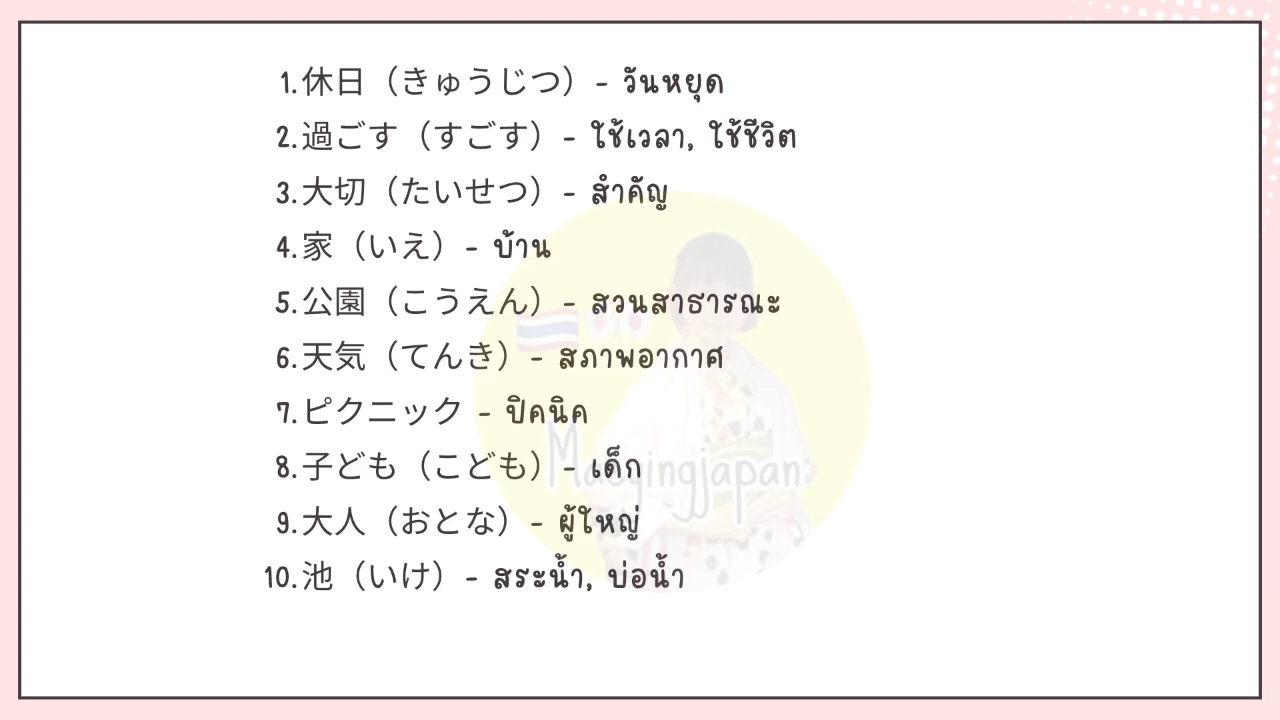 1. 休日（きゅうじつ）- วันหยุด
2. 過ごす（すごす）- ใช้เวลา, ใช้ชีวิต
3. 大切（たいせつ）- สำคัญ
4. 家（いえ）- บ้าน
5. 公園（こうえん）- สวนสาธารณะ
6. 天気（てんき）- สภาพอากาศ
7. ピクニック - ปิคนิค
8. 子ども（こども）- เด็ก
9. 大人（おとな）- ผู้ใหญ่
10. 池（いけ）- สระน้ำ, บ่อน้ำ